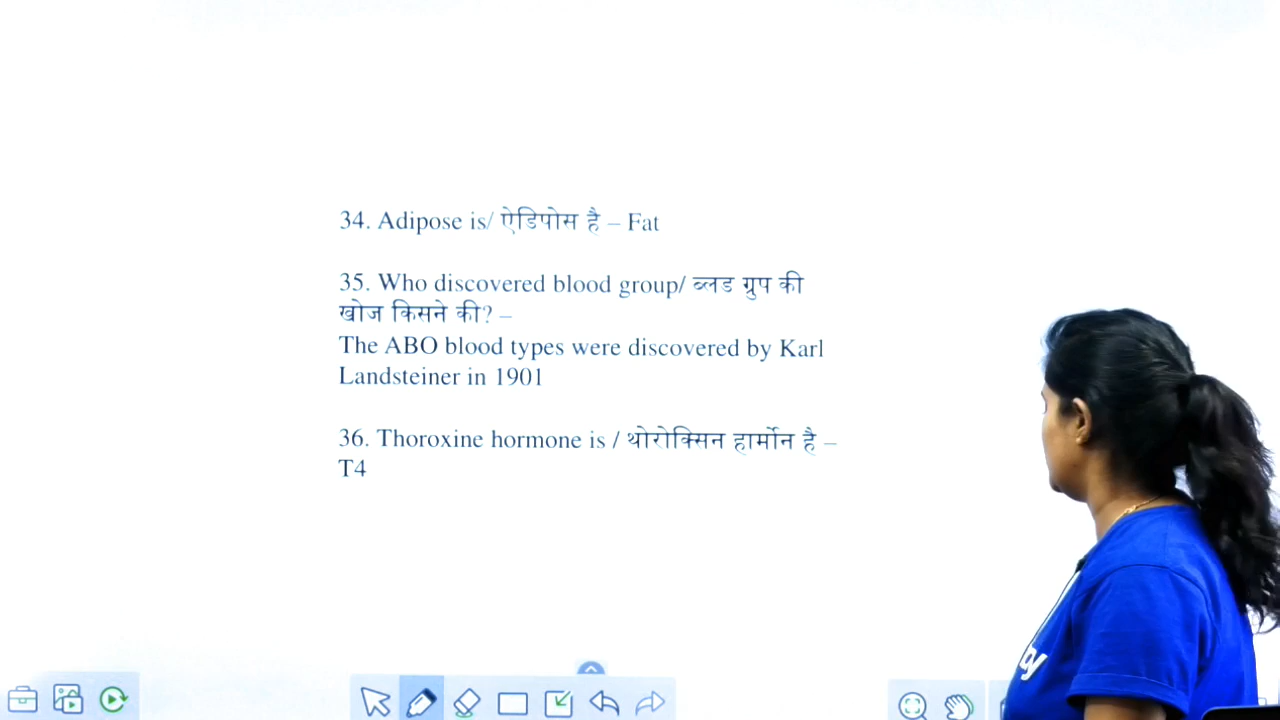 34. Adipose is/ ऐडिपोस है – Fat
35. Who discovered blood group/ ब्लड ग्रुप की
खोज किसने की? –
The ABO blood types were discovered by Karl
Landsteiner in 1901
36. Thoroxine hormone is / थोरोक्सिन हार्मोन है –
T4